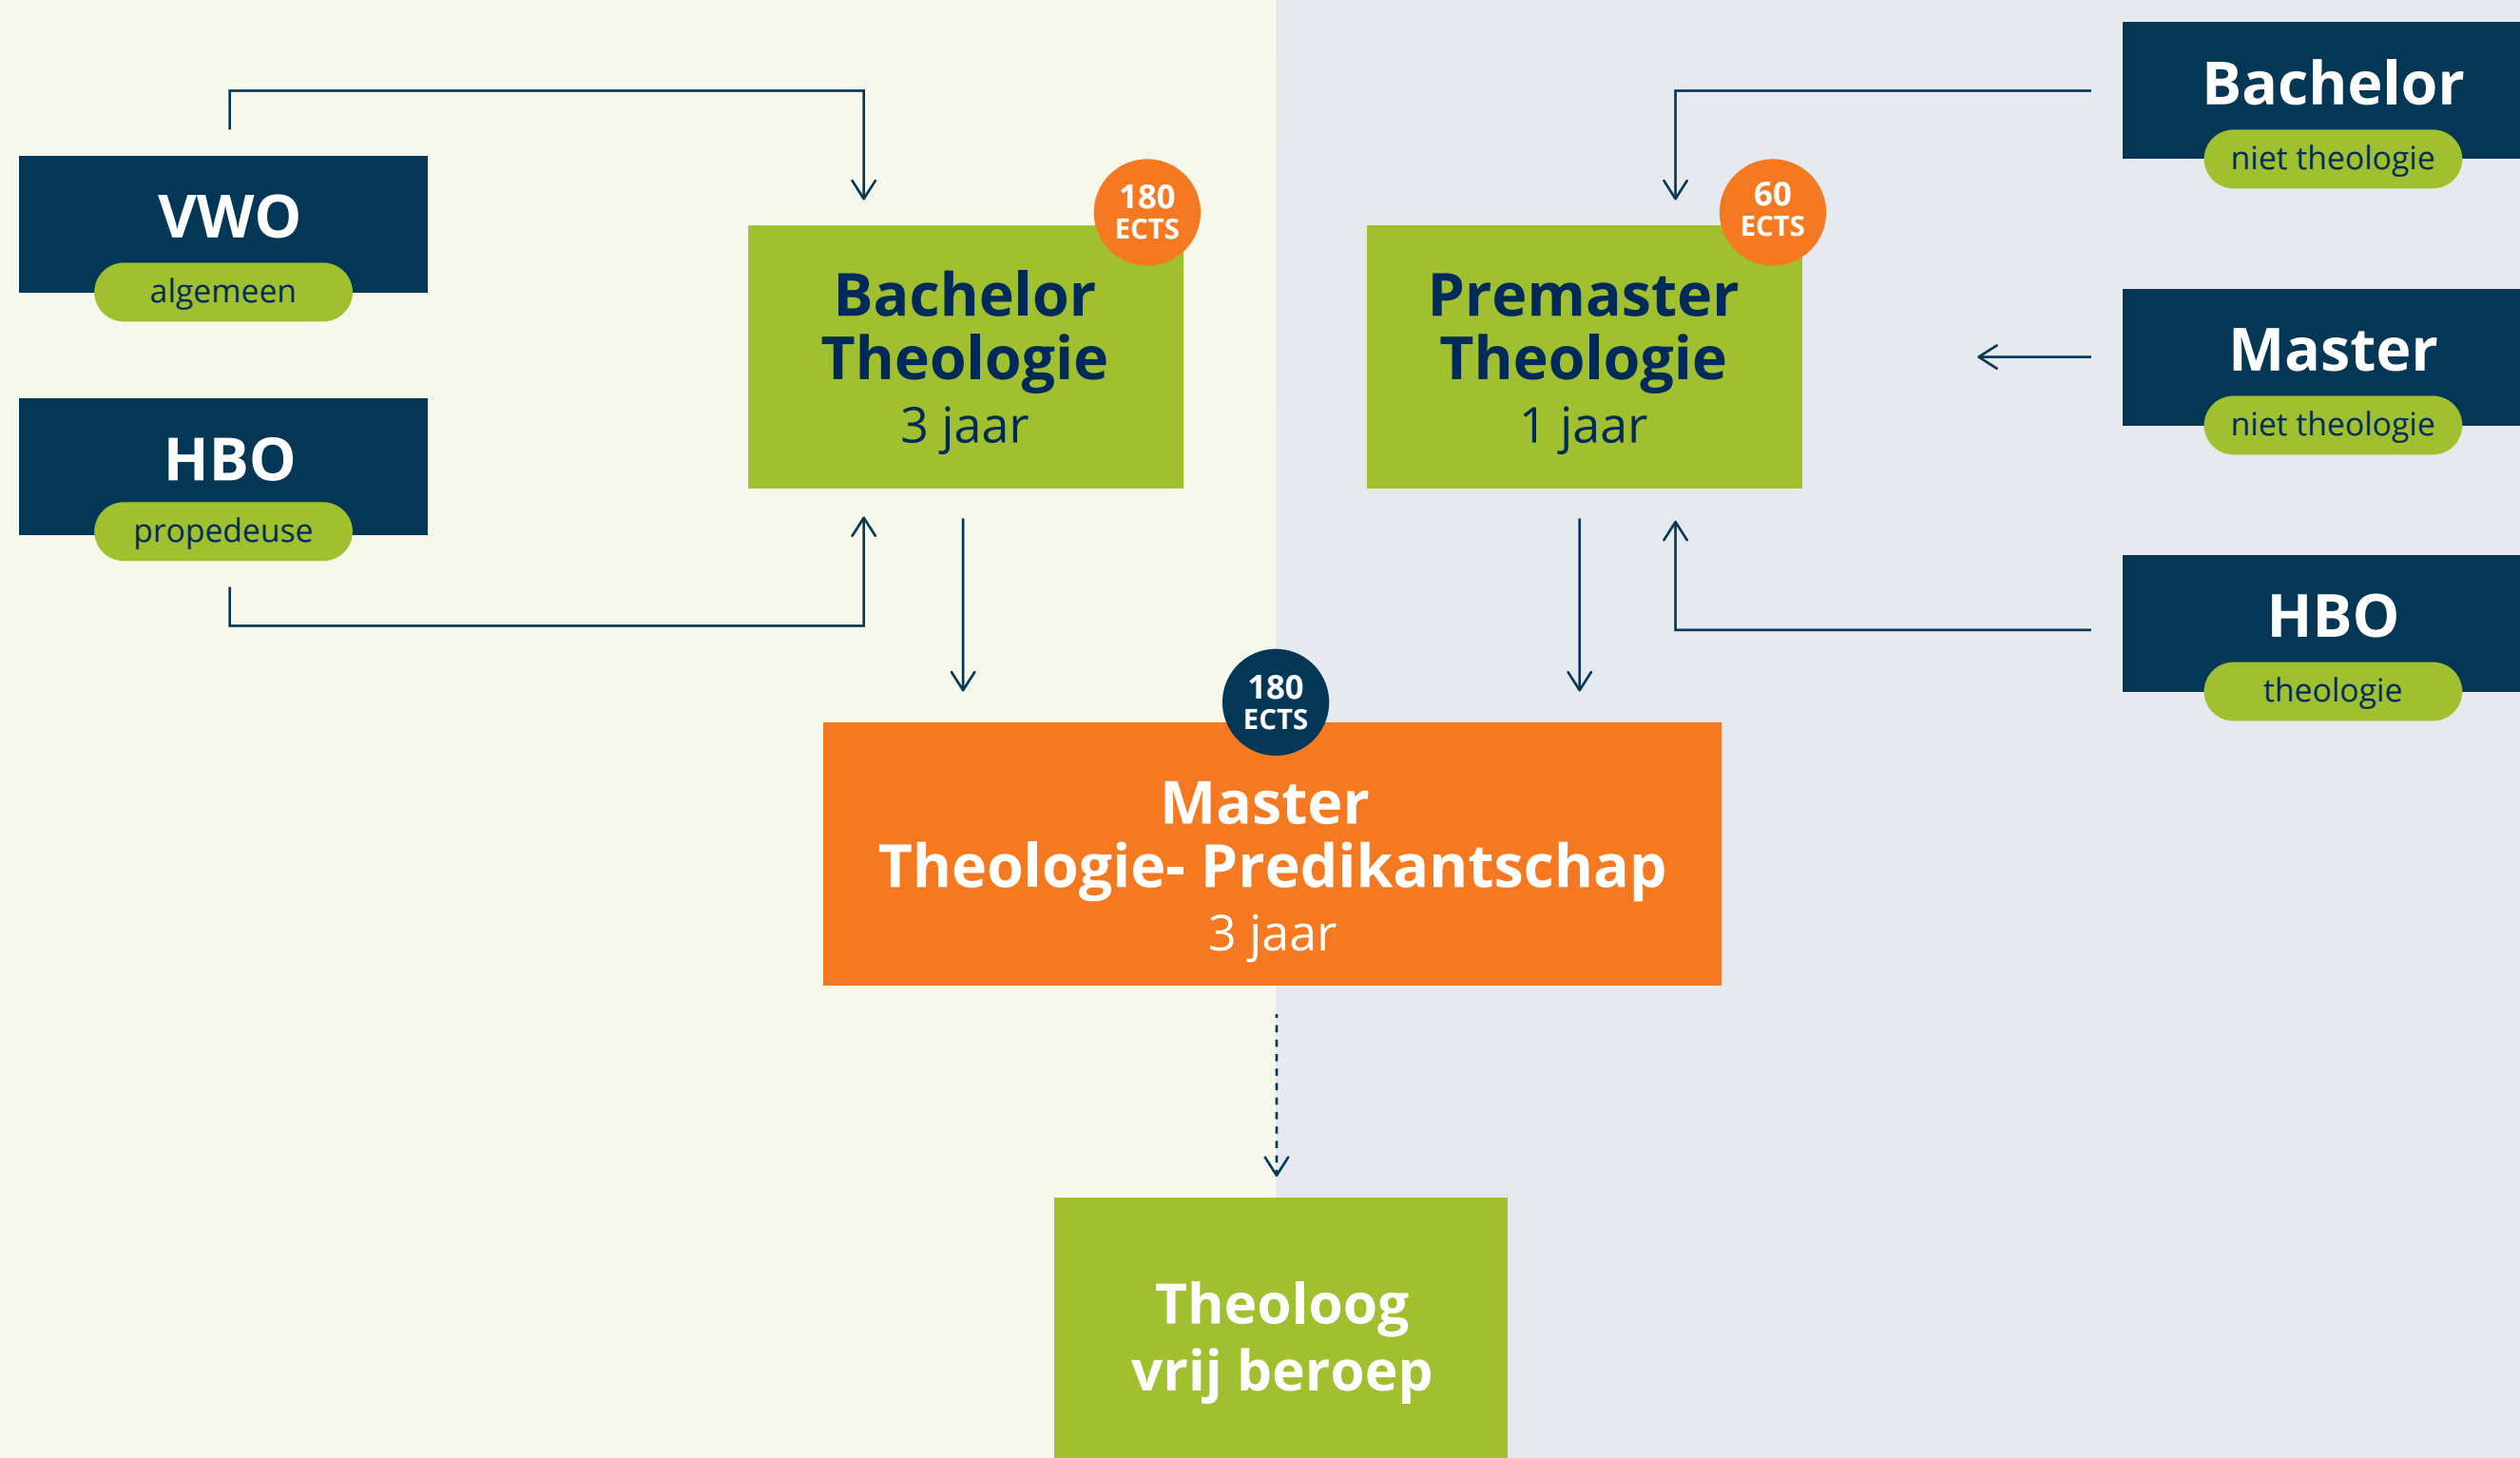 VWO
algemeen
HBO
propedeuse
180
ECTS
Bachelor
Theologie
3 jaar
60
ECTS
Premaster
Theologie
1 jaar
Bachelor
niet theologie
Master
niet theologie
HBO
theologie
180
ECTS
Master
Theologie- Predikantschap
3 jaar
Theoloog
vrij beroep